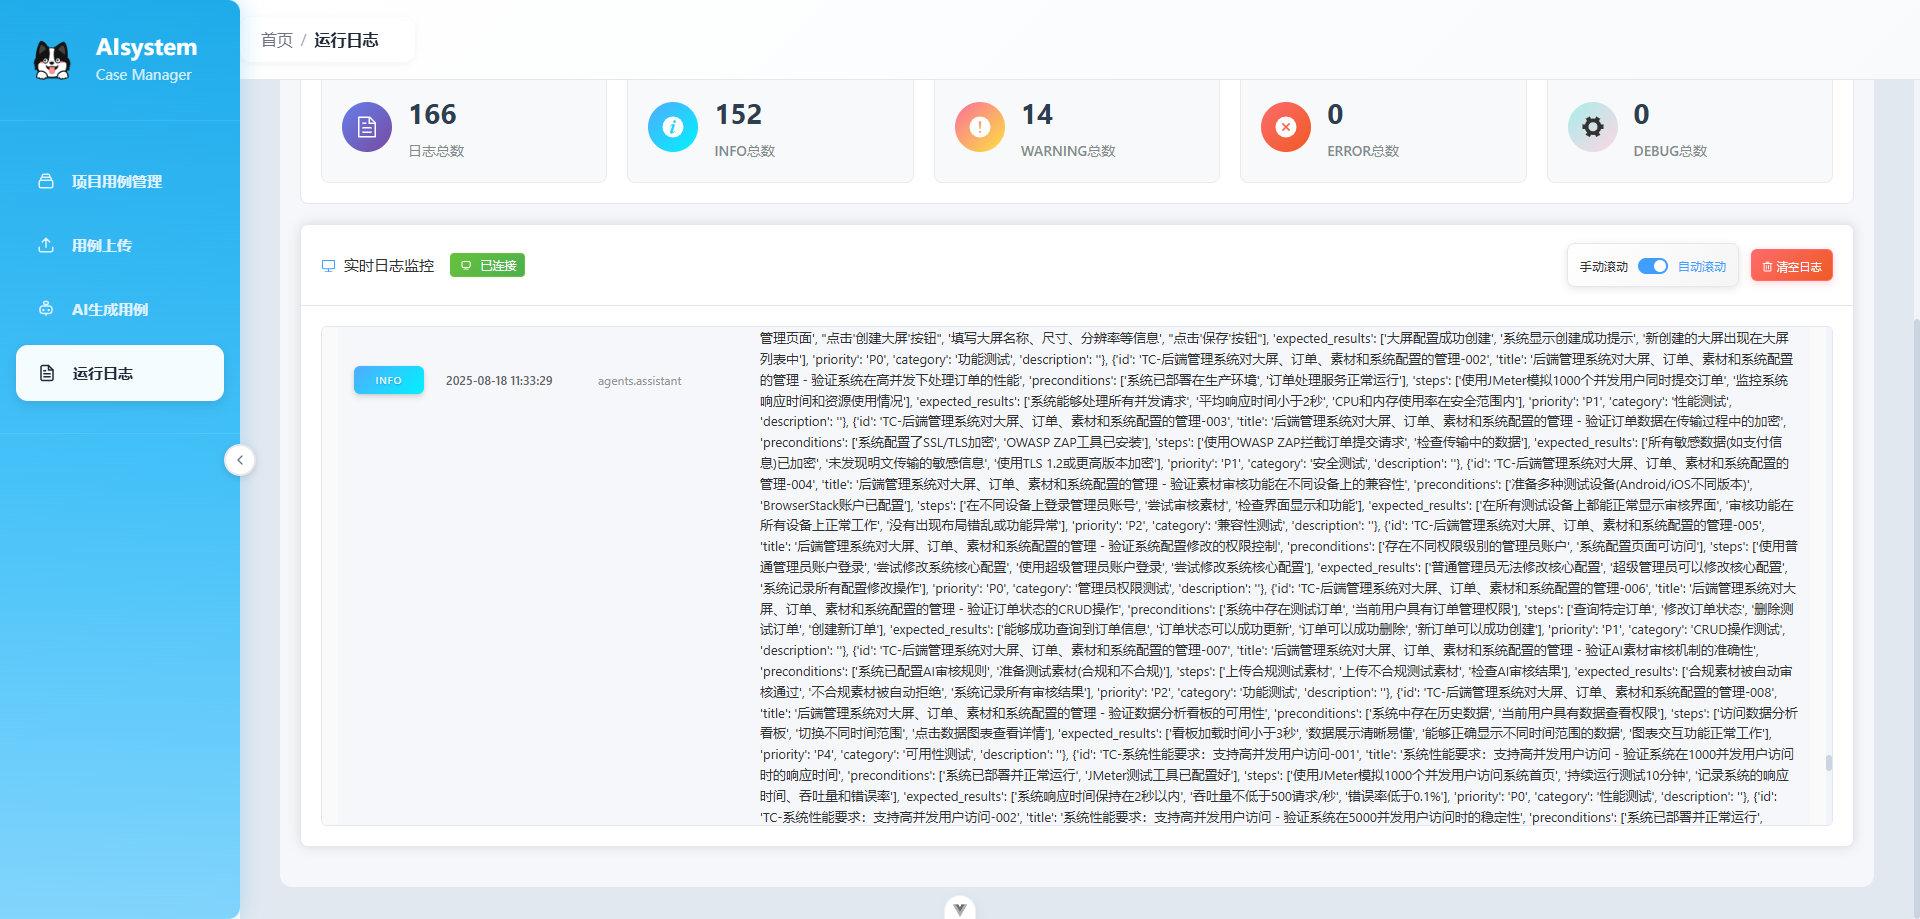 AIsystem
Case Manager
项目用例管理
用例上传
AI生成用例
运行日志
首页 / 运行日志
166
日志总数
152
INFO总数
14
WARNING总数
0
ERROR总数
0
DEBUG总数
实时日志监控
已连接
手动滚动
自动滚动
清空日志
INFO
2025-08-18 11:33:29
agents.assistant
管理页面', "点击'创建大屏'按钮", '填写大屏名称、尺寸、分辨率等信息', "点击'保存'按钮"], 'expected_results': ['大屏配置成功创建', '系统显示创建成功提示', '新创建的大屏出现在大屏
列表中'], 'priority': 'P0', 'category': '功能测试', 'description': ''}, {'id': 'TC-后端管理系统对大屏、订单、素材和系统配置的管理-002', 'title': '后端管理系统对大屏、订单、素材和系统配置
的管理 - 验证系统在高并发下处理订单的性能', 'preconditions': ['系统已部署在生产环境', '订单处理服务正常运行'], 'steps': ['使用JMeter模拟1000个并发用户同时提交订单', '监控系统
响应时间和资源使用情况'], 'expected_results': ['系统能够处理所有并发请求', '平均响应时间小于2秒', 'CPU和内存使用率在安全范围内'], 'priority': 'P1', 'category': '性能测试',
'description': ''}, {'id': 'TC-后端管理系统对大屏、订单、素材和系统配置的管理-003', 'title': '后端管理系统对大屏、订单、素材和系统配置的管理 - 验证订单数据在传输过程中的加密',
'preconditions': ['系统配置了SSL/TLS加密', 'OWASP ZAP工具已安装'], 'steps': ['使用OWASP ZAP拦截订单提交请求', '检查传输中的数据'], 'expected_results': ['所有敏感数据(如支付信
息)已加密', '未发现明文传输的敏感信息', '使用TLS 1.2或更高版本加密'], 'priority': 'P1', 'category': '安全测试', 'description': ''}, {'id': 'TC-后端管理系统对大屏、订单、素材和系统配置的
管理-004', 'title': '后端管理系统对大屏、订单、素材和系统配置的管理 - 验证素材审核功能在不同设备上的兼容性', 'preconditions': ['准备多种测试设备(Android/iOS不同版本)',
'BrowserStack账户已配置'], 'steps': ['在不同设备上登录管理员账号', '尝试审核素材', '检查界面显示和功能'], 'expected_results': ['在所有测试设备上都能正常显示审核界面', '审核功能在
所有设备上正常工作', '没有出现布局错乱或功能异常'], 'priority': 'P2', 'category': '兼容性测试', 'description': ''}, {'id': 'TC-后端管理系统对大屏、订单、素材和系统配置的管理-005',
'title': '后端管理系统对大屏、订单、素材和系统配置的管理 - 验证系统配置修改的权限控制', 'preconditions': ['存在不同权限级别的管理员账户', '系统配置页面可访问'], 'steps': ['使用普
通管理员账户登录', '尝试修改系统核心配置', '使用超级管理员账户登录', '尝试修改系统核心配置'], 'expected_results': ['普通管理员无法修改核心配置', '超级管理员可以修改核心配置',
'系统记录所有配置修改操作'], 'priority': 'P0', 'category': '管理员权限测试', 'description': ''}, {'id': 'TC-后端管理系统对大屏、订单、素材和系统配置的管理-006', 'title': '后端管理系统对大
屏、订单、素材和系统配置的管理 - 验证订单状态的CRUD操作', 'preconditions': ['系统中存在测试订单', '当前用户具有订单管理权限'], 'steps': ['查询特定订单', '修改订单状态', '删除测
试订单', '创建新订单'], 'expected_results': ['能够成功查询到订单信息', '订单状态可以成功更新', '订单可以成功删除', '新订单可以成功创建'], 'priority': 'P1', 'category': 'CRUD操作测试',
'description': ''}, {'id': 'TC-后端管理系统对大屏、订单、素材和系统配置的管理-007', 'title': '后端管理系统对大屏、订单、素材和系统配置的管理 - 验证AI素材审核机制的准确性',
'preconditions': ['系统已配置AI审核规则', '准备测试素材(合规和不合规)'], 'steps': ['上传合规测试素材', '上传不合规测试素材', '检查AI审核结果'], 'expected_results': ['合规素材被自动审
核通过', '不合规素材被自动拒绝', '系统记录所有审核结果'], 'priority': 'P2', 'category': '功能测试', 'description': ''}, {'id': 'TC-后端管理系统对大屏、订单、素材和系统配置的管理-008',
'title': '后端管理系统对大屏、订单、素材和系统配置的管理 - 验证数据分析看板的可用性', 'preconditions': ['系统中存在历史数据', '当前用户具有数据查看权限'], 'steps': ['访问数据分析
看板', '切换不同时间范围', '点击数据图表查看详情'], 'expected_results': ['看板加载时间小于3秒', '数据展示清晰易懂', '能够正确显示不同时间范围的数据', '图表交互功能正常工作'],
'priority': 'P4', 'category': '可用性测试', 'description': ''}, {'id': 'TC-系统性能要求：支持高并发用户访问-001', 'title': '系统性能要求：支持高并发用户访问 - 验证系统在1000并发用户访问
时的响应时间', 'preconditions': ['系统已部署并正常运行', 'JMeter测试工具已配置好'], 'steps': ['使用JMeter模拟1000个并发用户访问系统首页', '持续运行测试10分钟', '记录系统的响应
时间、吞吐量和错误率'], 'expected_results': ['系统响应时间保持在2秒以内', '吞吐量不低于500请求/秒', '错误率低于0.1%'], 'priority': 'P0', 'category': '性能测试', 'description': ''}, {'id':
'TC-系统性能要求：支持高并发用户访问-002', 'title': '系统性能要求：支持高并发用户访问 - 验证系统在5000并发用户访问时的稳定性', 'preconditions': ['系统已部署并正常运行',